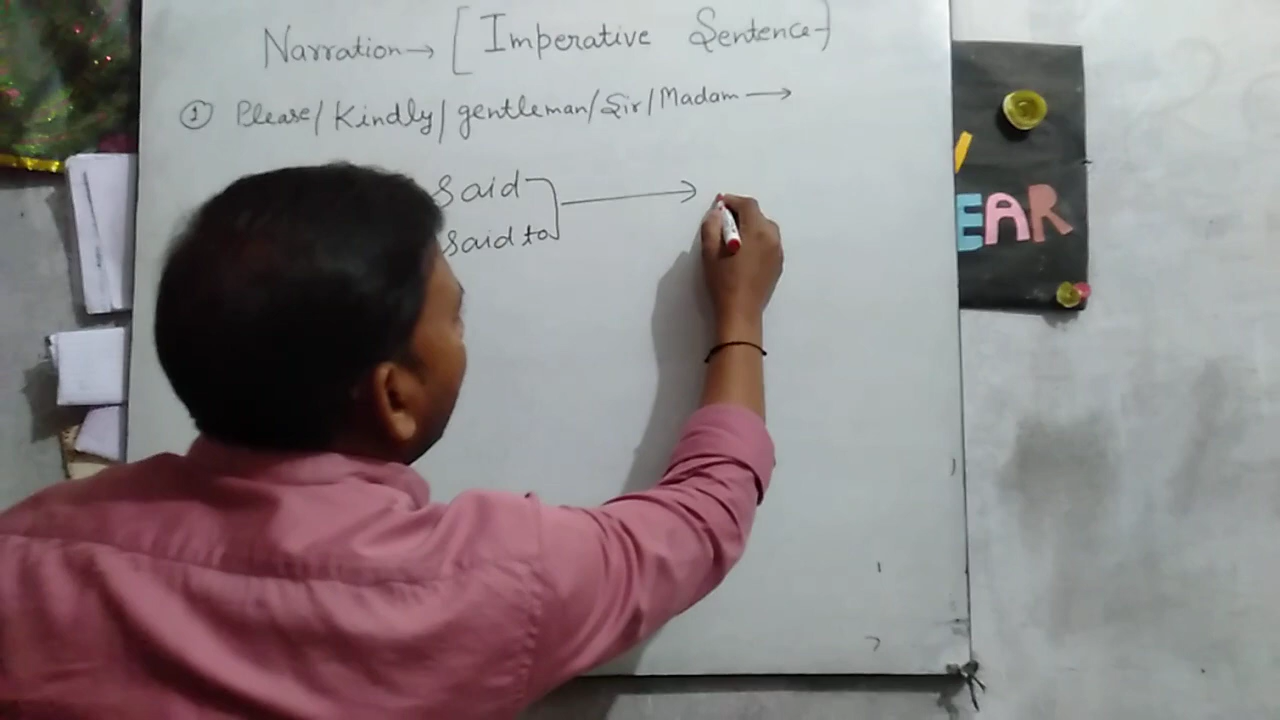 Narration → [Imperative Sentence]
① Please/Kindly/gentleman/Sir/Madam →
said
said to
EAR